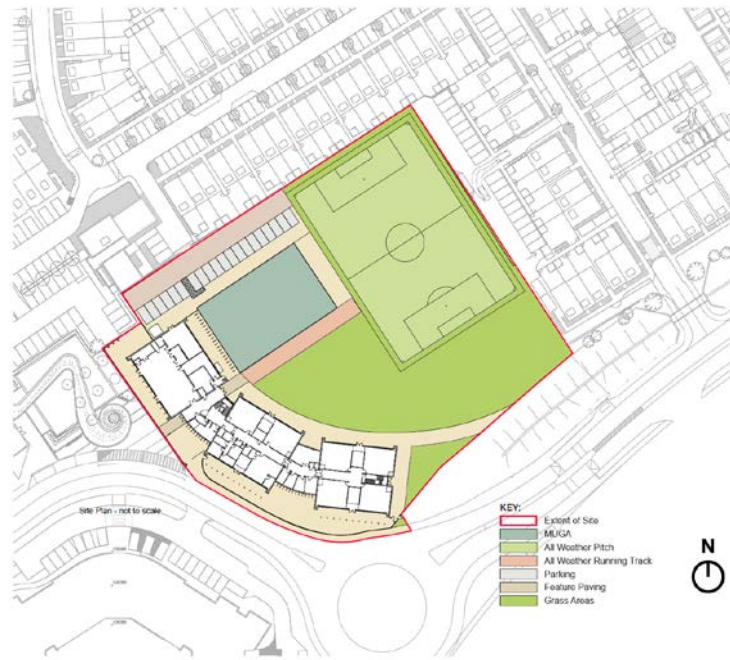 Site Plan - not to scale
KEY:
Extent of Site
MUGA
All Weather Pitch
All Weather Running Track
Parking
Feature Paving
Grass Areas
N